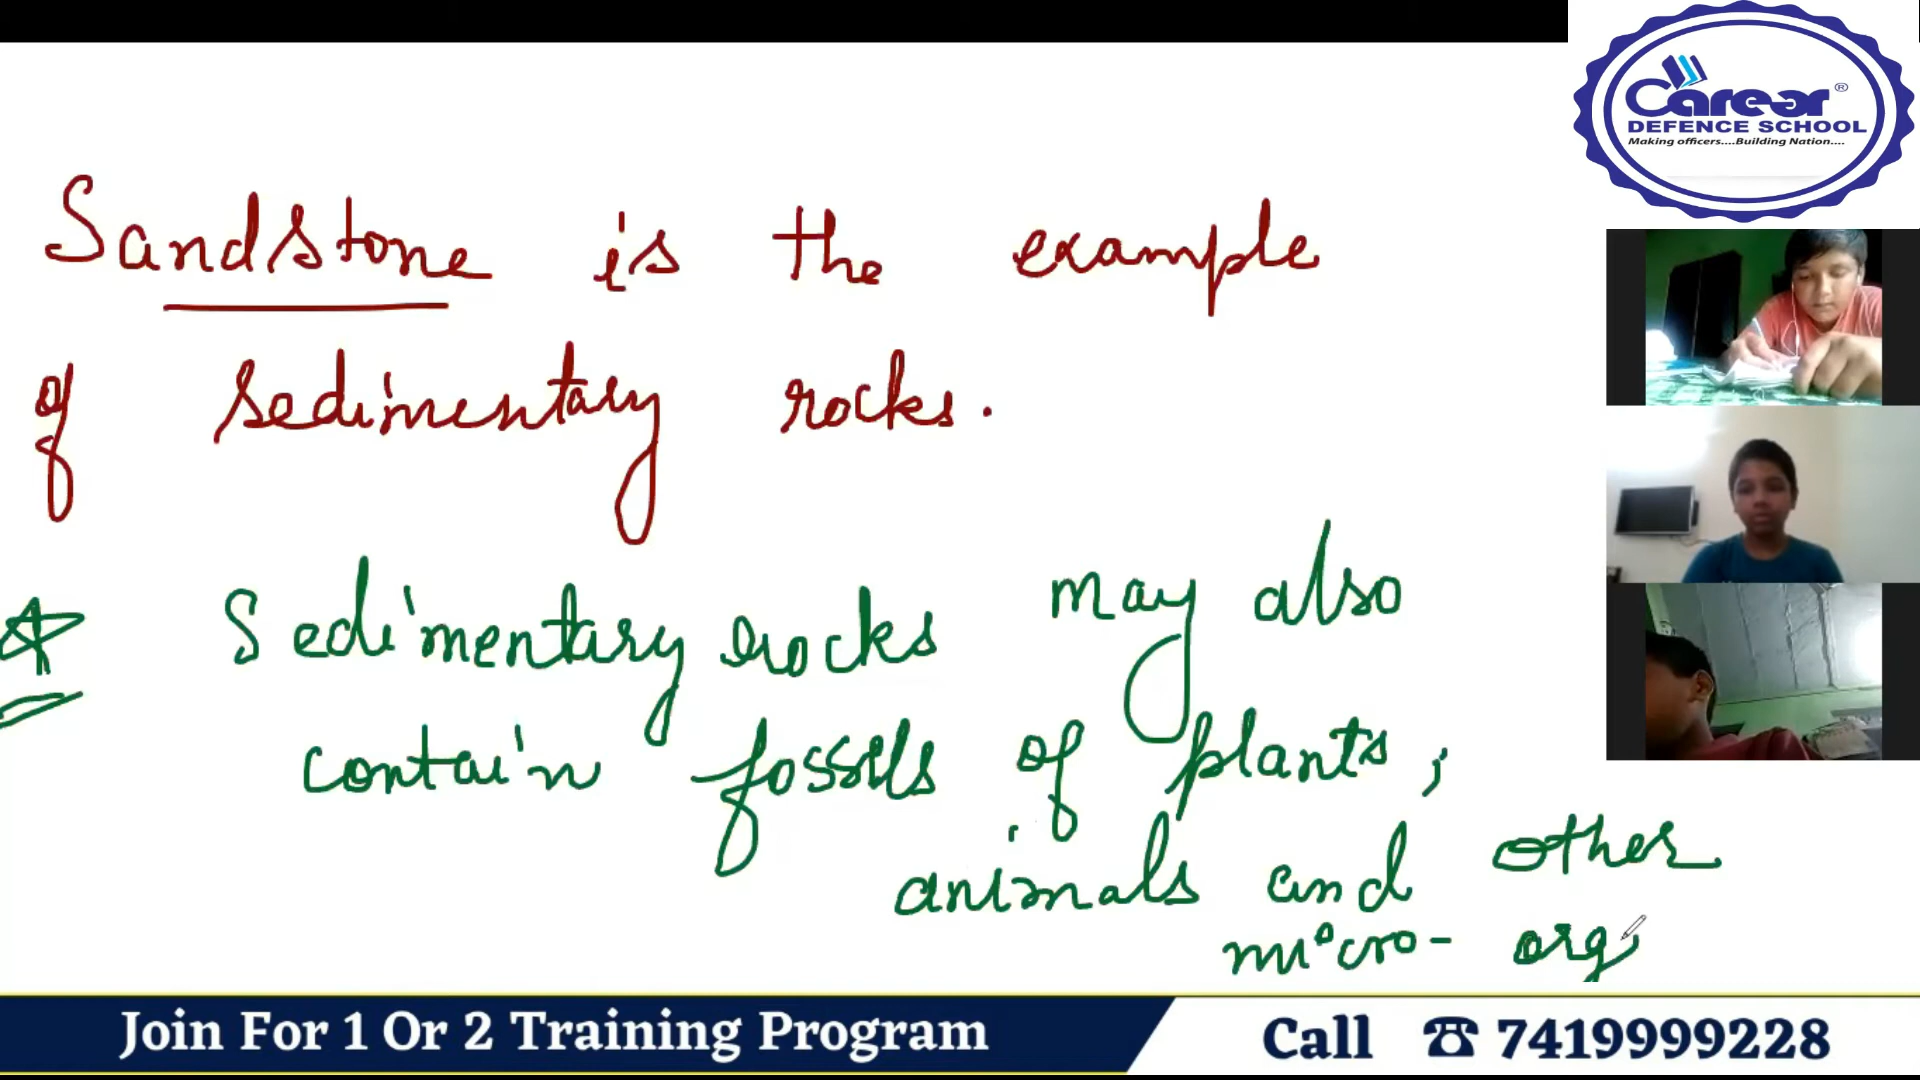 Carear ®
DEFENCE SCHOOL
Making officers....Building Nation....
Sandstone is the example
of sedimentary rocks.
Sedimentary rocks may also
contain fossils of plants,
animals and other
micro-org
Join For 1 Or 2 Training Program
Call ☎ 7419999228